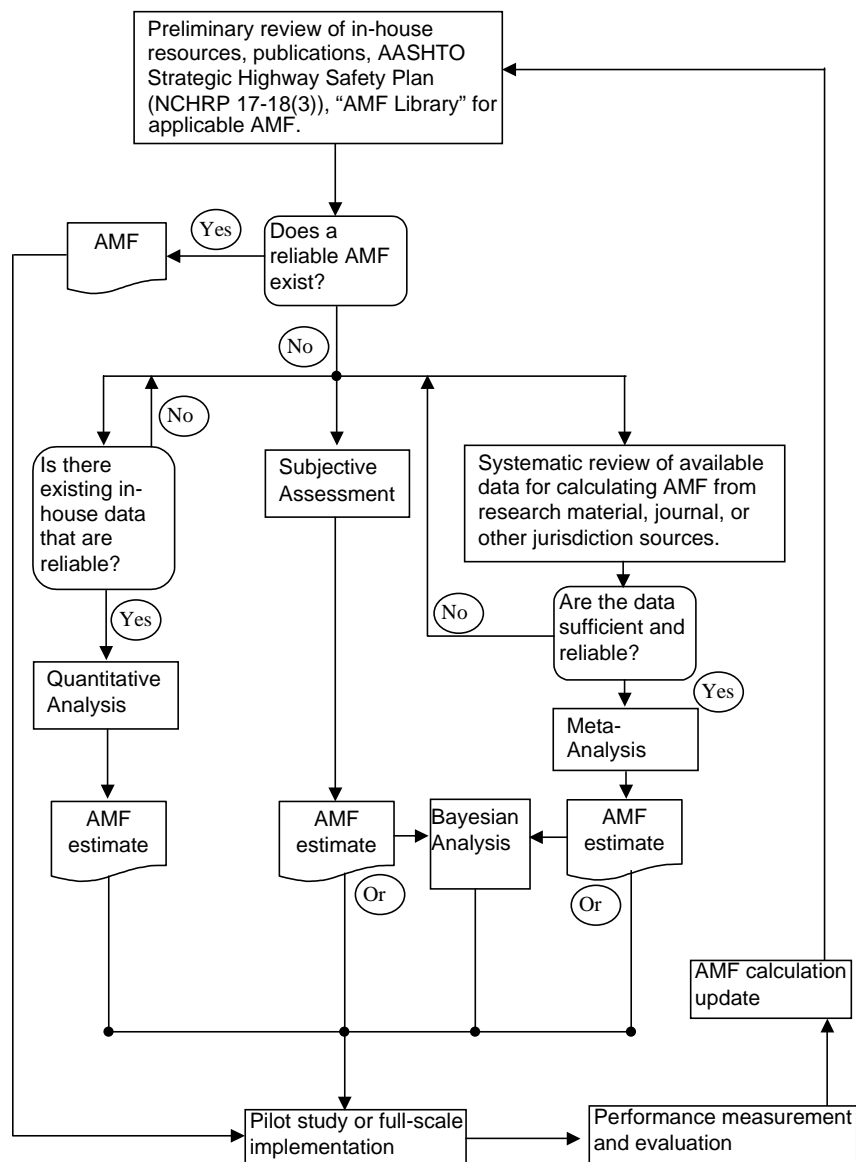 Preliminary review of in-house
resources, publications, AASHTO
Strategic Highway Safety Plan
(NCHRP 17-18(3)), “AMF Library” for
applicable AMF.
AMF
Yes
Does a
reliable AMF
exist?
No
No
Is there
existing in-
house data
that are
reliable?
Subjective
Assessment
Systematic review of available
data for calculating AMF from
research material, journal, or
other jurisdiction sources.
No
Are the data
sufficient and
reliable?
Yes
Yes
Quantitative
Analysis
Meta-
Analysis
AMF
estimate
AMF
estimate
Bayesian
Analysis
AMF
estimate
Or
Or
AMF calculation
update
Pilot study or full-scale
implementation
Performance measurement
and evaluation